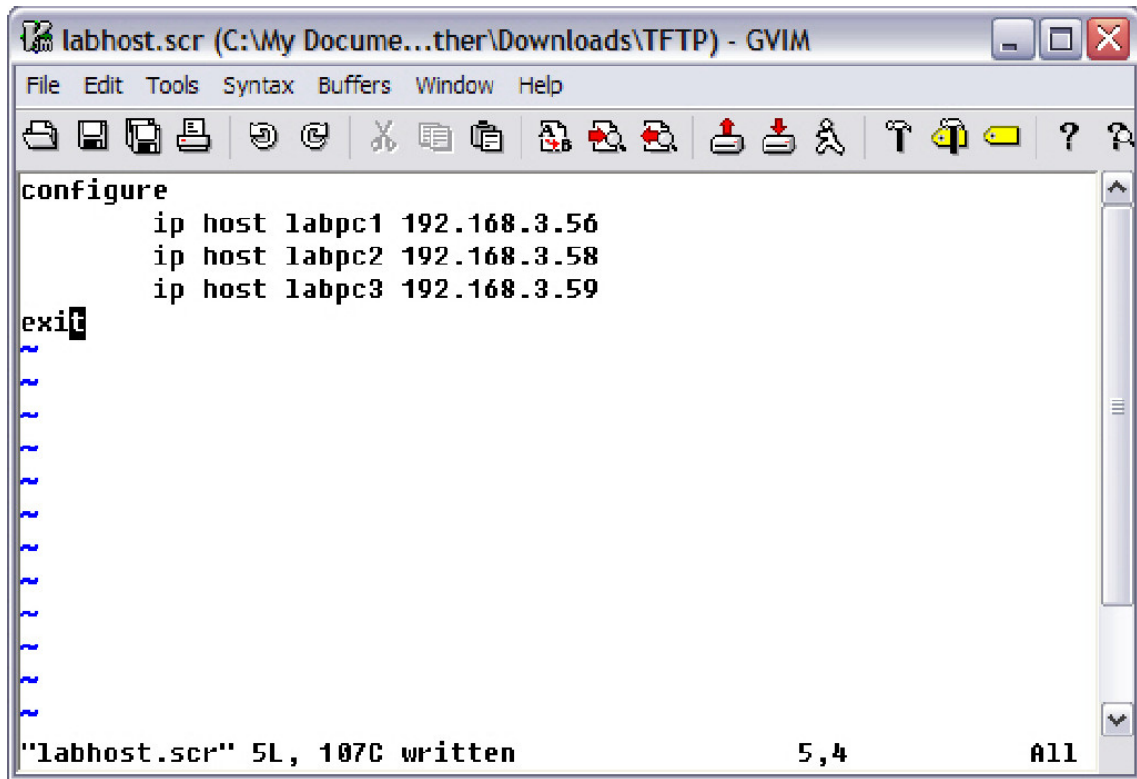 labhost.scr (C:\My Docume...ther\Downloads\TFTP) - GVIM
File Edit Tools Syntax Buffers Window Help
configure
        ip host labpc1 192.168.3.56
        ip host labpc2 192.168.3.58
        ip host labpc3 192.168.3.59
exit
~
~
~
~
~
~
~
~
~
~
~
~
"labhost.scr" 5L, 107C written 5,4 All